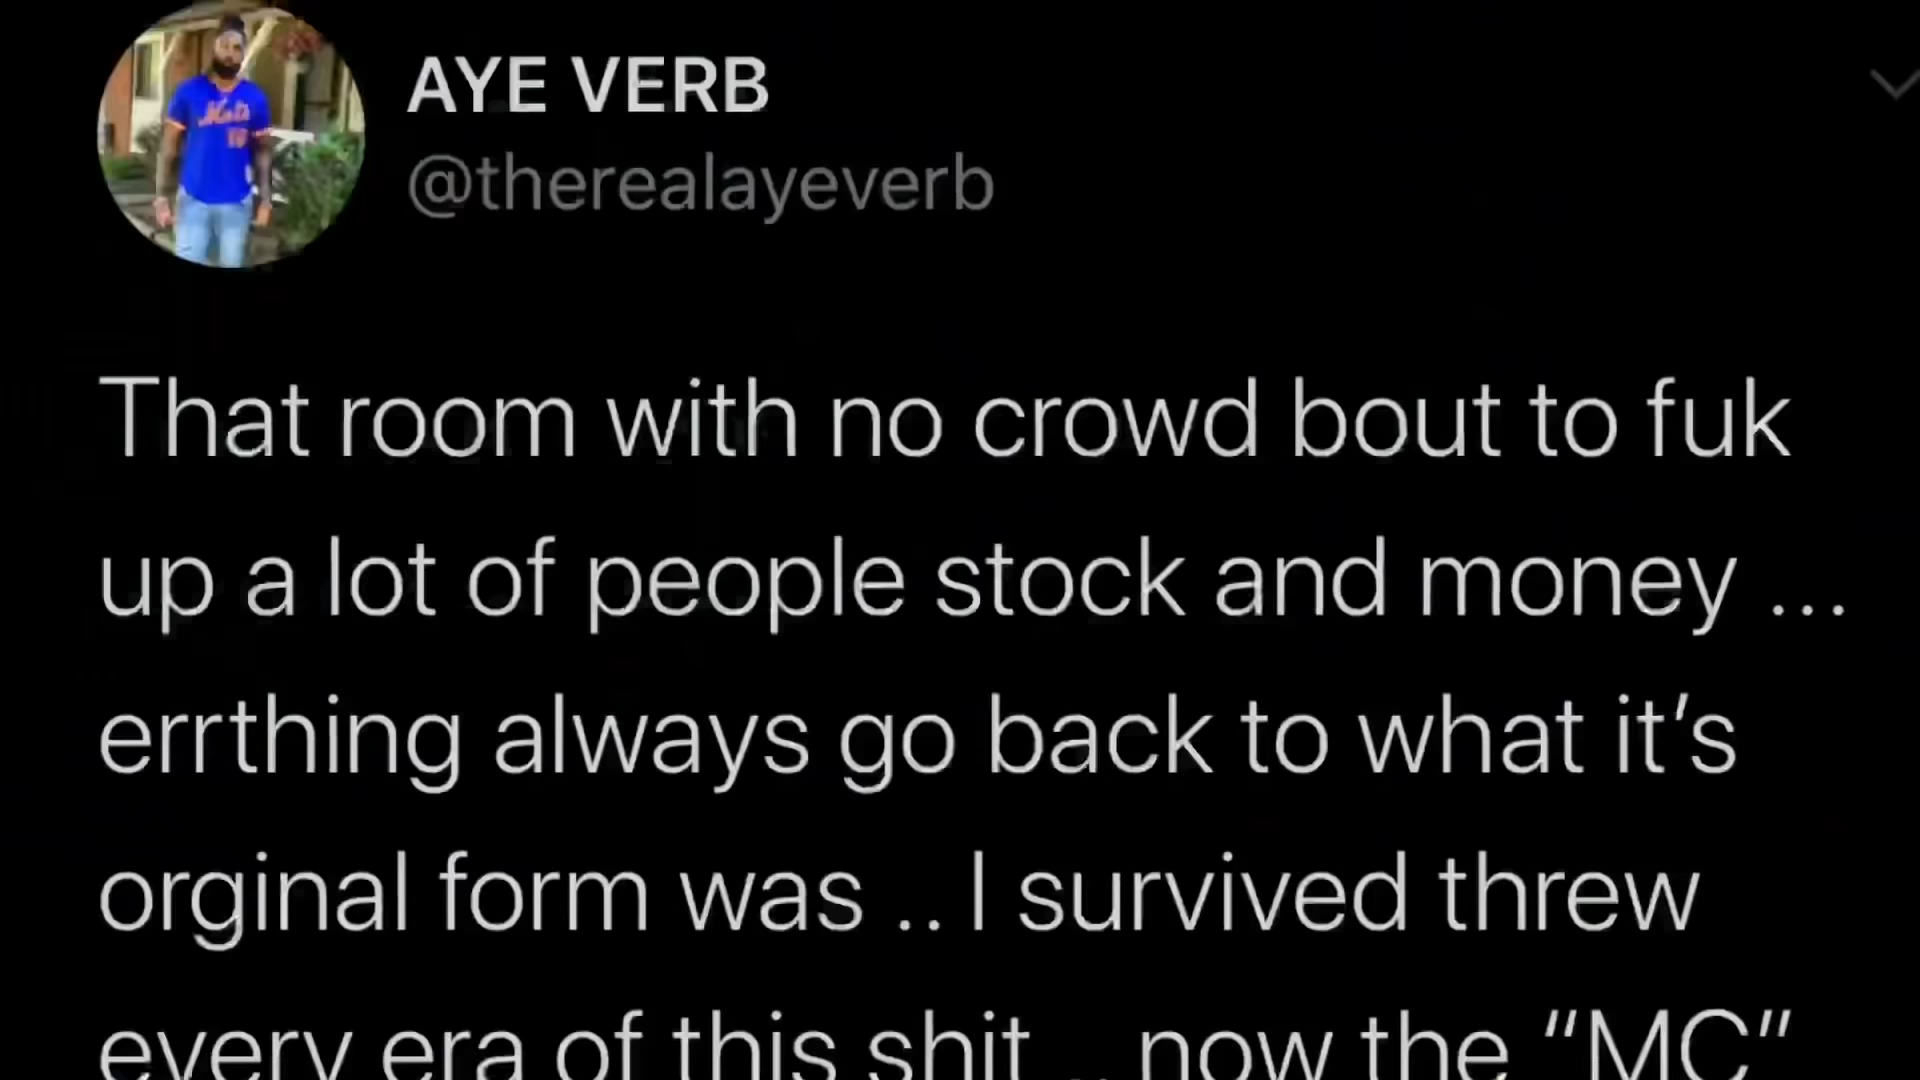 AYE VERB
@therealayeverb
That room with no crowd bout to fuk
up a lot of people stock and money ...
errthing always go back to what it’s
orginal form was .. I survived threw
every era of this shit .. now the “MC”
Mets